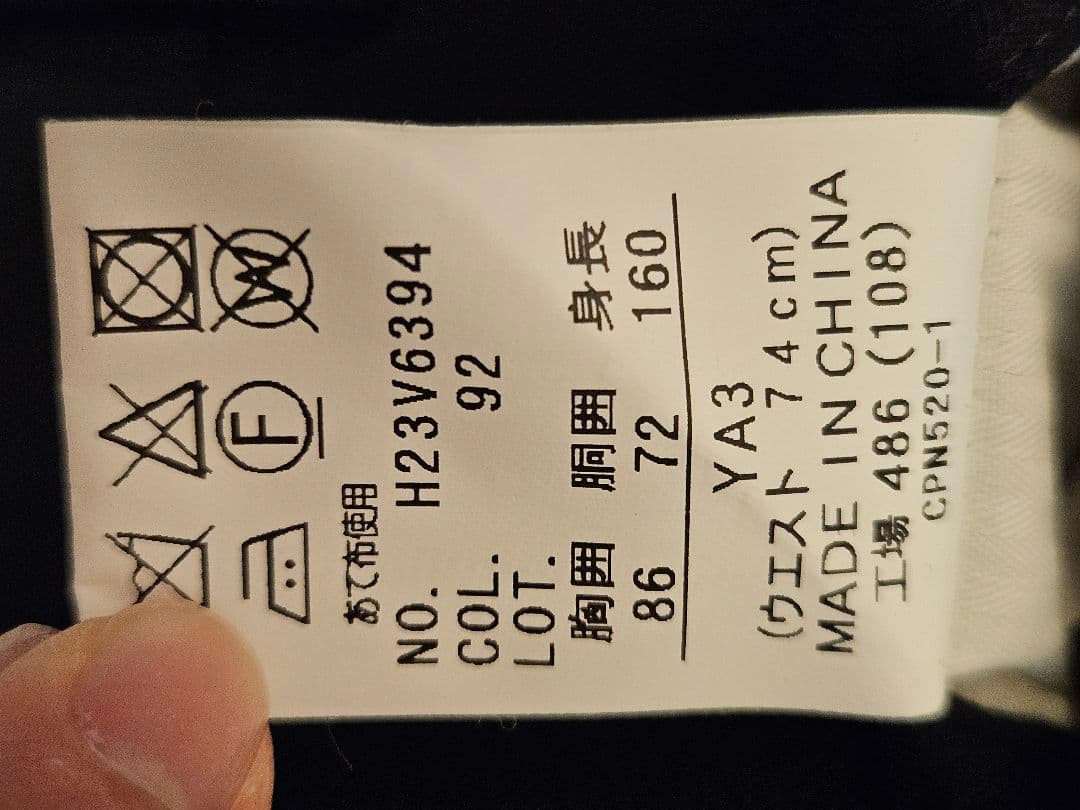 F
W
あて布使用
NO. H23V6394
COL. 92
LOT.
胸囲 胴囲 身長
86 72 160
YA3
(ウエスト 74cm)
MADE IN CHINA
工場 486 (108)
CPN520-1